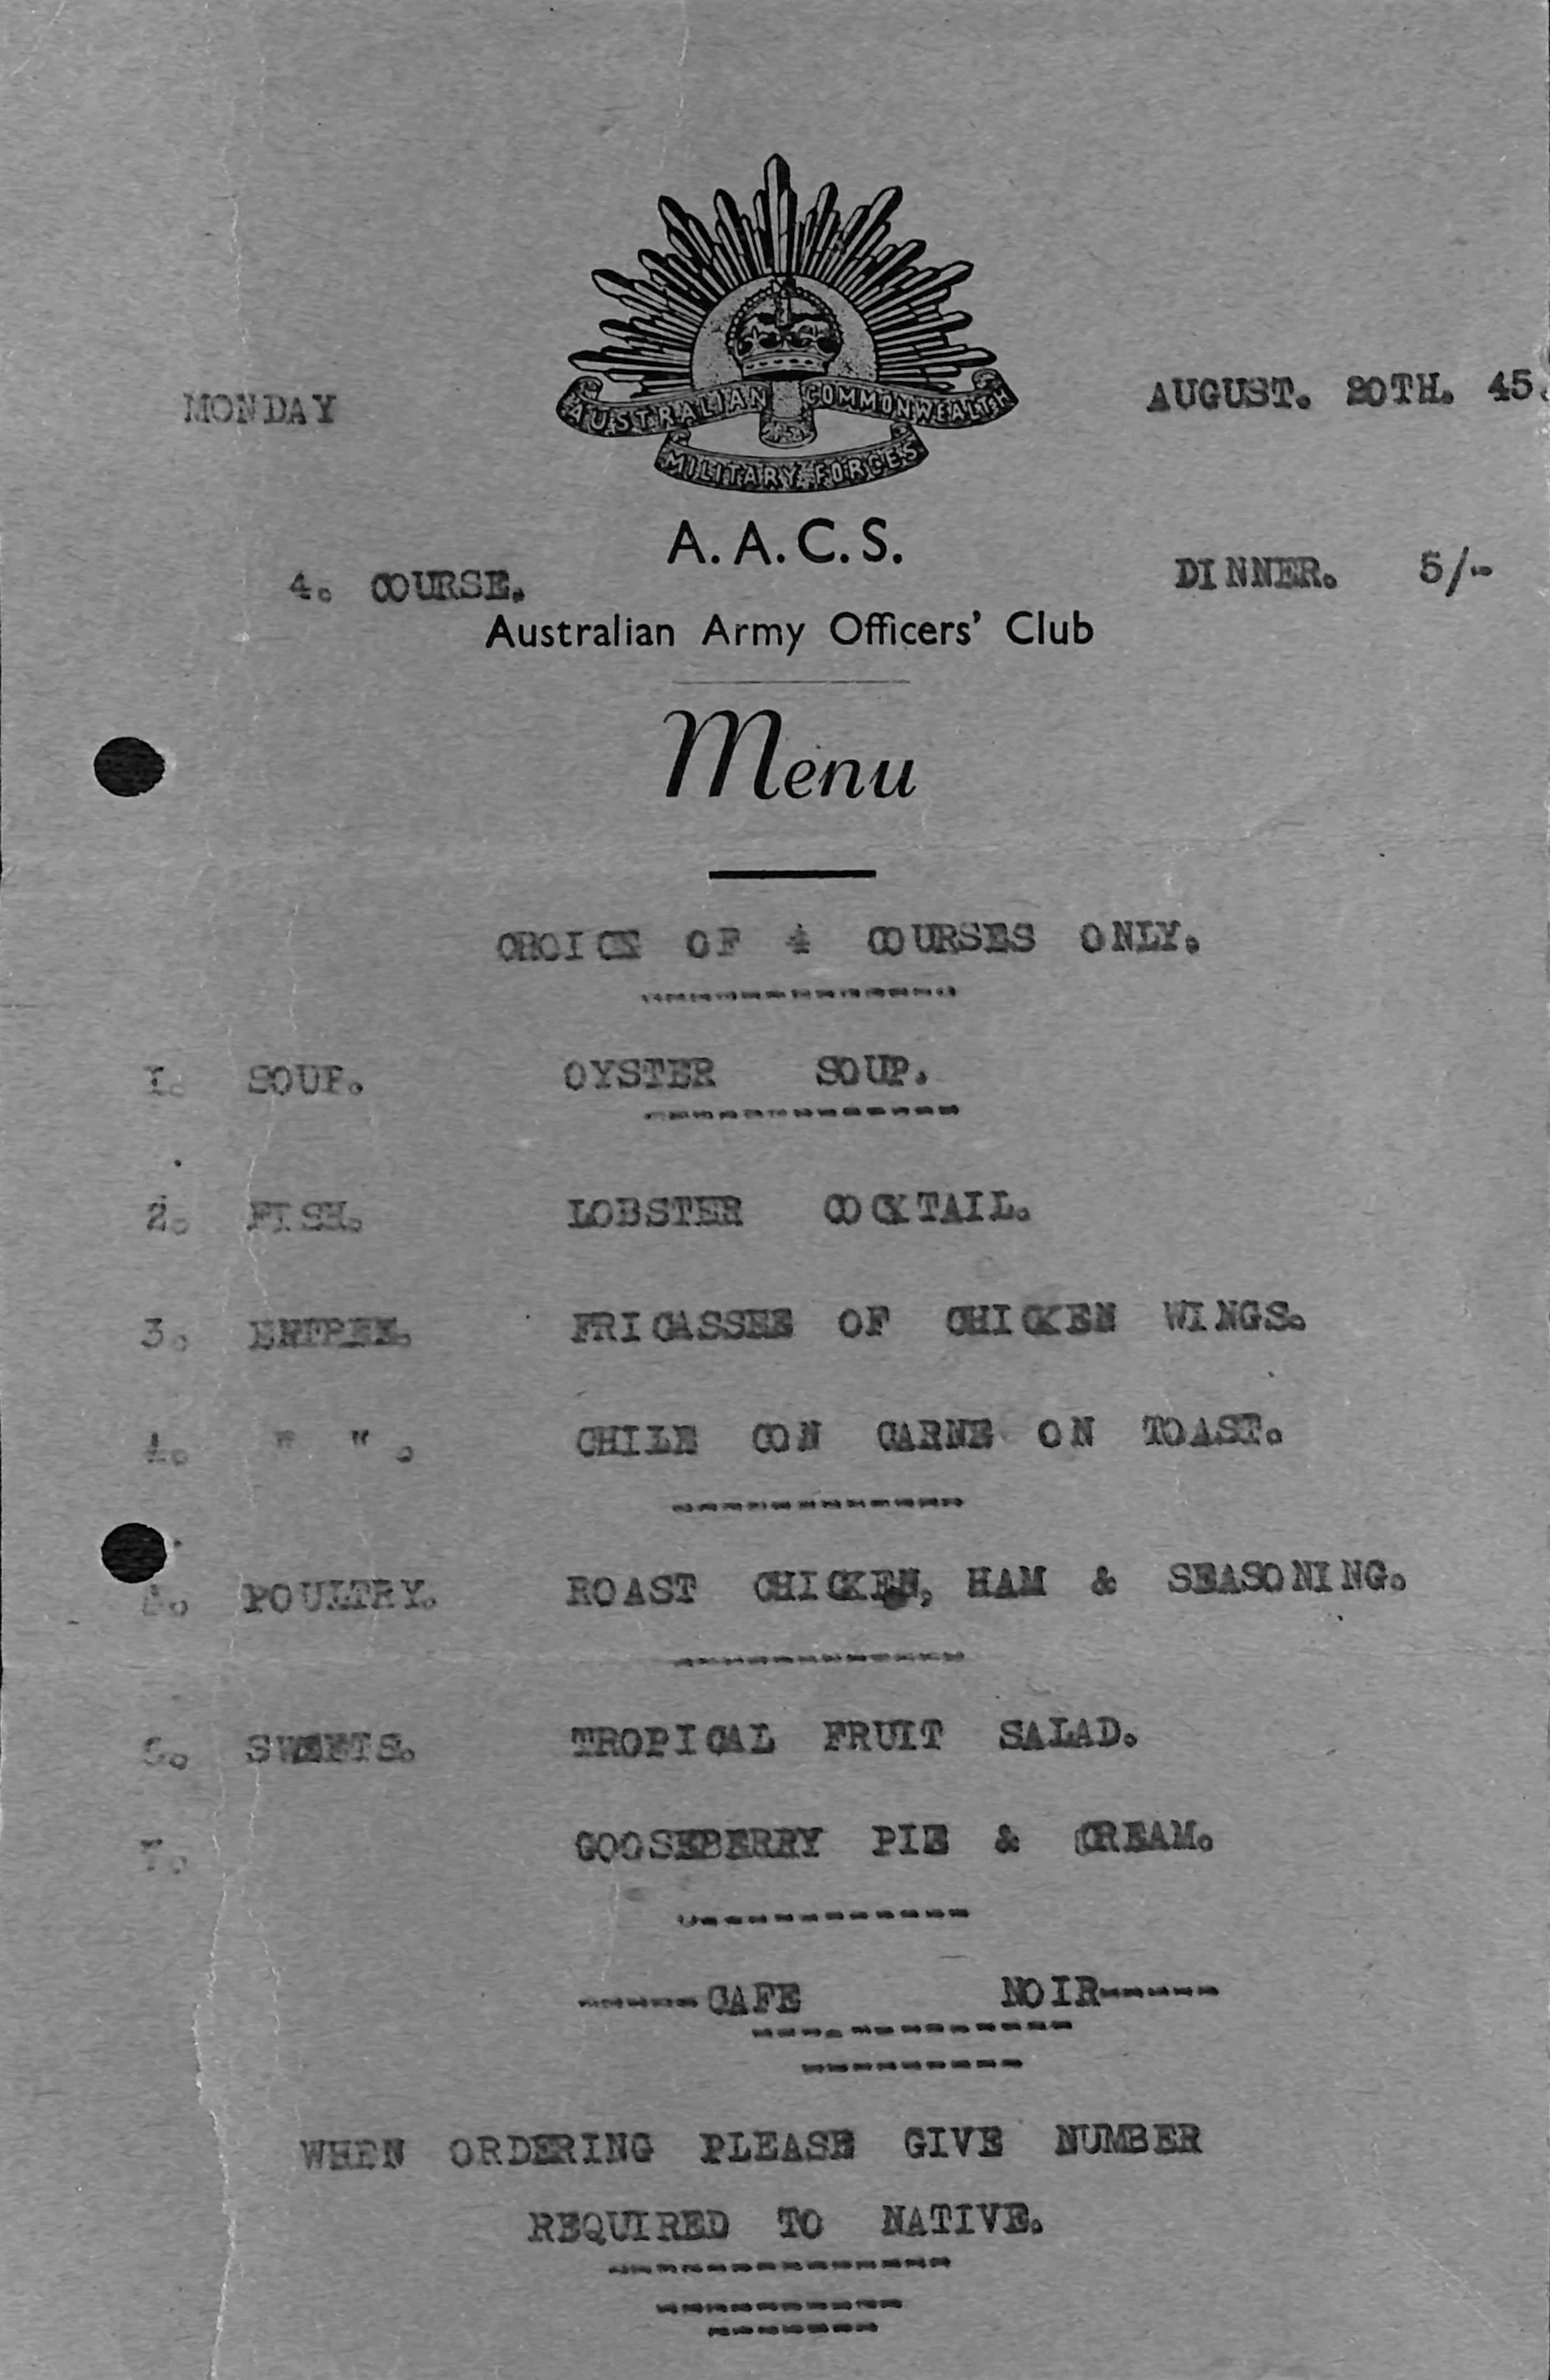 MONDAY
AUGUST. 20TH. 45.
AUSTRALIAN COMMONWEALTH
MILITARY FORCES
A.A.C.S.
4. COURSE.
DINNER. 5/-
Australian Army Officers' Club
Menu
CHOICE OF 4 COURSES ONLY.
1. SOUP. OYSTER SOUP.
2. FISH. LOBSTER COCKTAIL.
3. ENTREE. FRICASSEE OF CHICKEN WINGS.
4. " ". CHILE CON CARNE ON TOAST.
POULTRY. ROAST CHICKEN, HAM & SEASONING.
SWEETS. TROPICAL FRUIT SALAD.
7. GOOSEBERRY PIE & CREAM.
------CAFE NOIR-----
WHEN ORDERING PLEASE GIVE NUMBER
REQUIRED TO NATIVE.